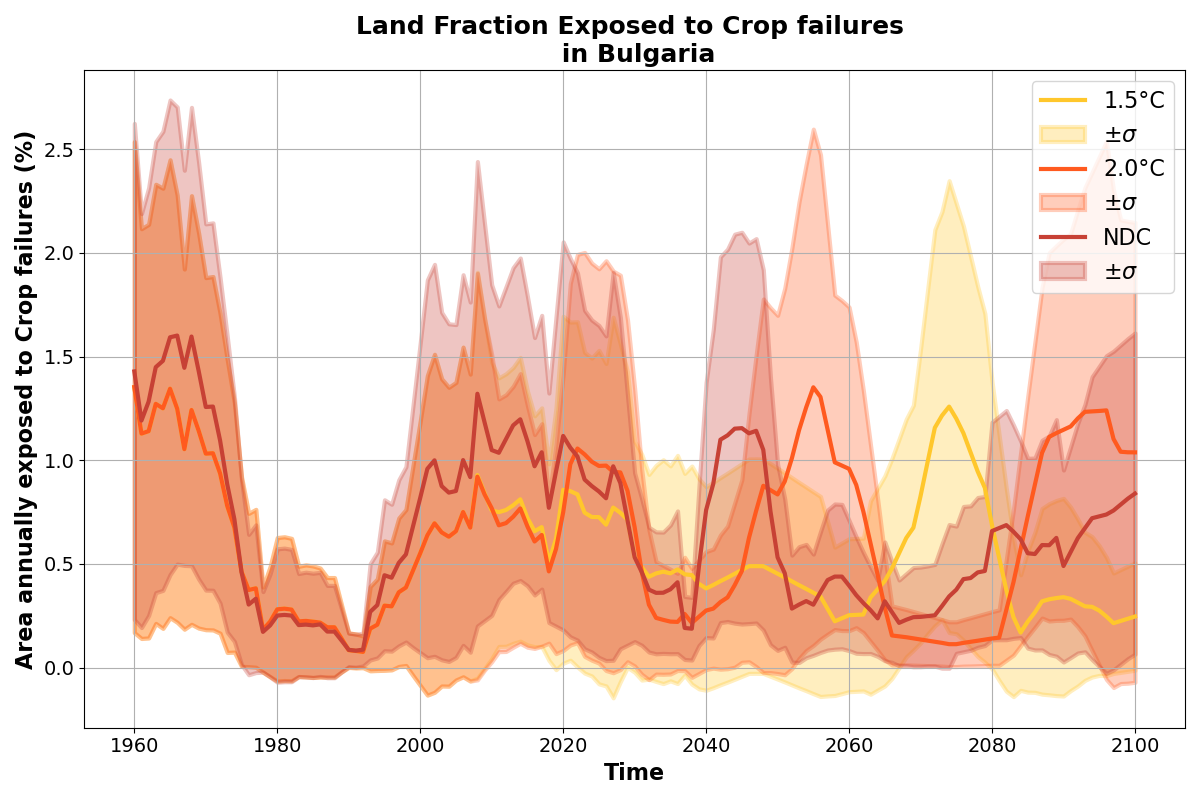 Land Fraction Exposed to Crop failures
in Bulgaria
Area annually exposed to Crop failures (%)
2.5
2.0
1.5
1.0
0.5
0.0
1960 1980 2000 2020 2040 2060 2080 2100
Time
1.5°C
±σ
2.0°C
±σ
NDC
±σ